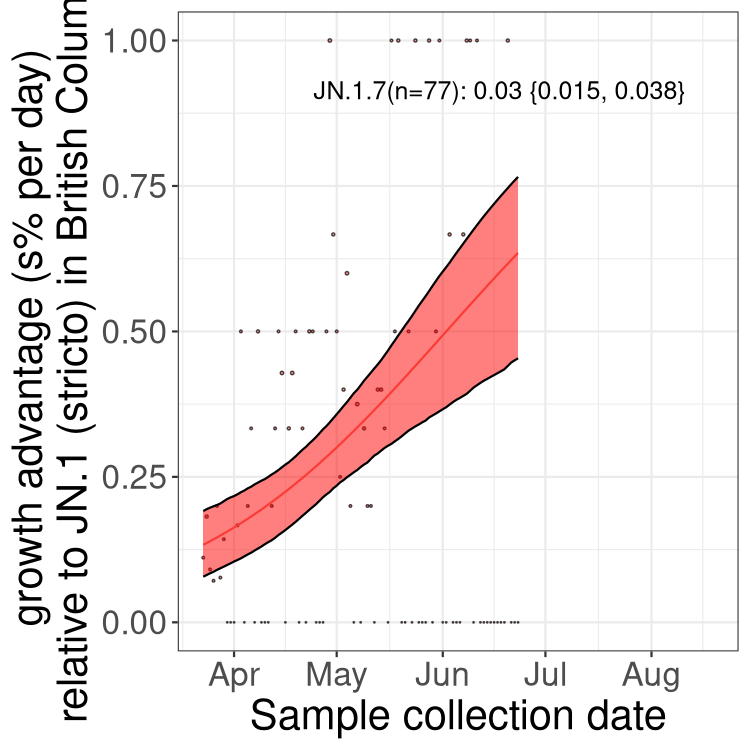 growth advantage (s% per day)
relative to JN.1 (stricto) in British Colum
1.00
0.75
0.50
0.25
0.00
JN.1.7(n=77): 0.03 {0.015, 0.038}
Apr May Jun Jul Aug
Sample collection date